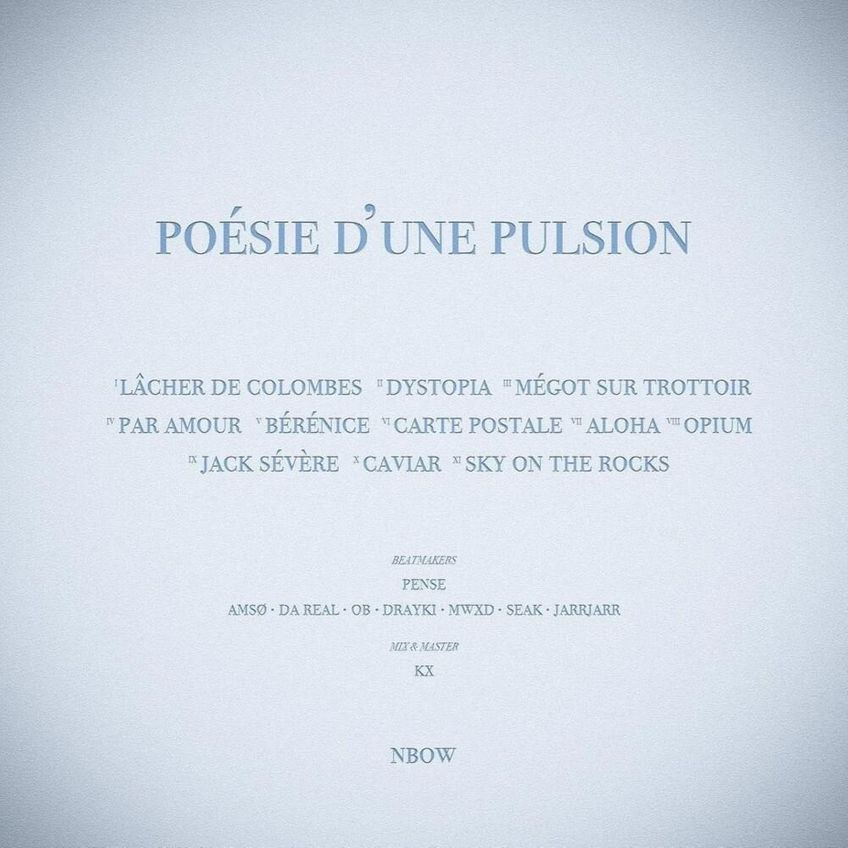 POÉSIE D'UNE PULSION
I LÂCHER DE COLOMBES II DYSTOPIA III MÉGOT SUR TROTTOIR
IV PAR AMOUR V BÉRÉNICE VI CARTE POSTALE VII ALOHA VIII OPIUM
IX JACK SÉVÈRE X CAVIAR XI SKY ON THE ROCKS
BEATMAKERS
PENSE
AMSØ · DA REAL · OB · DRAYKI · MWXD · SEAK · JARRJARR
MIX & MASTER
KX
NBOW